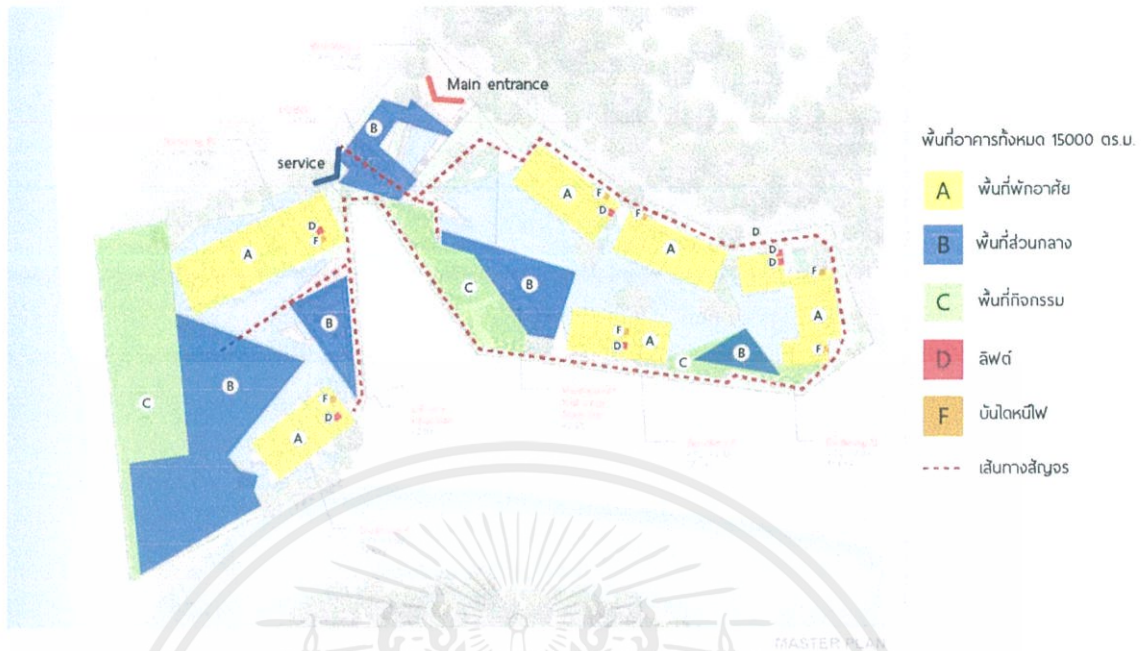 Main entrance
B
service
A
F
D
F
A
D
D
D
F
A
D
F
A
C
B
B
F
D
A
A
F
C
B
B
C
F
D
A
B
MASTER PLAN
พื้นที่อาคารทั้งหมด 15000 ตร.ม.
A พื้นที่พักอาศัย
B พื้นที่ส่วนกลาง
C พื้นที่กิจกรรม
D ลิฟต์
F บันไดหนีไฟ
เส้นทางสัญจร